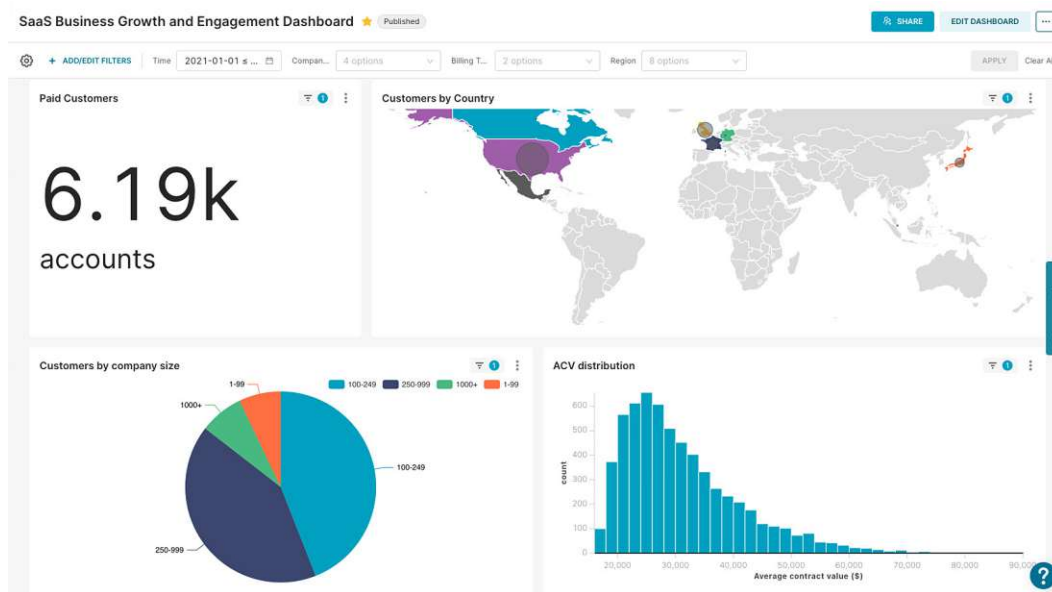 SaaS Business Growth and Engagement Dashboard Published SHARE EDIT DASHBOARD
+ ADD/EDIT FILTERS Time 2021-01-01 ≤ ... Compan... 4 options Billing T... 2 options Region 8 options APPLY Clear Al
Paid Customers 1
6.19k
accounts
Customers by Country 1
Customers by company size 1
100-249 250-999 1000+ 1-99
1-99
1000+
100-249
250-999
ACV distribution 1
600
500
400
300
200
100
0
count
20,000 30,000 40,000 50,000 60,000 70,000 80,000 90,000
Average contract value ($)
?